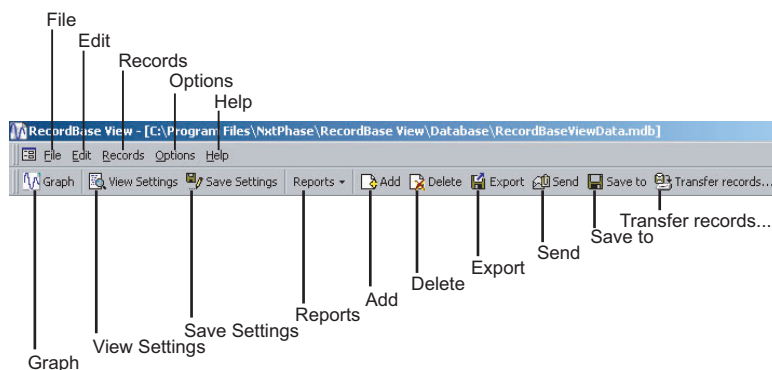 File
Edit
Records
Options
Help
RecordBase View - [C:\Program Files\NxtPhase\RecordBase View\Database\RecordBaseViewData.mdb]
File Edit Records Options Help
Graph View Settings Save Settings Reports Add Delete Export Send Save to Transfer records...
Transfer records...
Save to
Send
Export
Delete
Add
Reports
Save Settings
View Settings
Graph